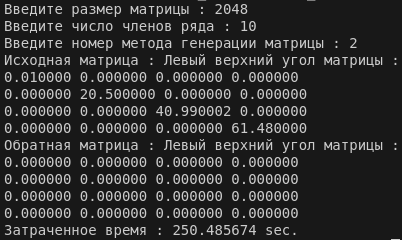 Введите размер матрицы : 2048
Введите число членов ряда : 10
Введите номер метода генерации матрицы : 2
Исходная матрица : Левый верхний угол матрицы :
0.010000 0.000000 0.000000 0.000000
0.000000 20.500000 0.000000 0.000000
0.000000 0.000000 40.990002 0.000000
0.000000 0.000000 0.000000 61.480000
Обратная матрица : Левый верхний угол матрицы :
0.000000 0.000000 0.000000 0.000000
0.000000 0.000000 0.000000 0.000000
0.000000 0.000000 0.000000 0.000000
0.000000 0.000000 0.000000 0.000000
Затраченное время : 250.485674 sec.